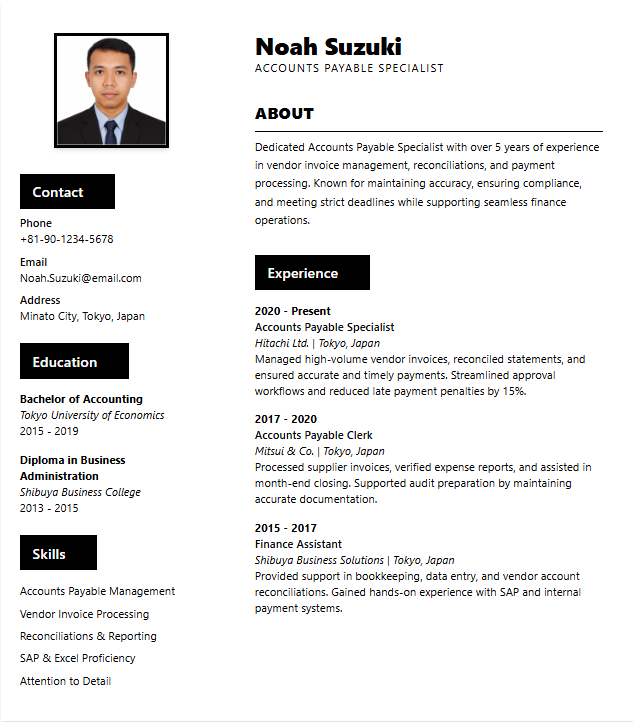 Noah Suzuki
ACCOUNTS PAYABLE SPECIALIST
Contact
Phone
+81-90-1234-5678
Email
Noah.Suzuki@email.com
Address
Minato City, Tokyo, Japan
Education
Bachelor of Accounting
Tokyo University of Economics
2015 - 2019
Diploma in Business
Administration
Shibuya Business College
2013 - 2015
Skills
Accounts Payable Management
Vendor Invoice Processing
Reconciliations & Reporting
SAP & Excel Proficiency
Attention to Detail
ABOUT
Dedicated Accounts Payable Specialist with over 5 years of experience
in vendor invoice management, reconciliations, and payment
processing. Known for maintaining accuracy, ensuring compliance,
and meeting strict deadlines while supporting seamless finance
operations.
Experience
2020 - Present
Accounts Payable Specialist
Hitachi Ltd. | Tokyo, Japan
Managed high-volume vendor invoices, reconciled statements, and
ensured accurate and timely payments. Streamlined approval
workflows and reduced late payment penalties by 15%.
2017 - 2020
Accounts Payable Clerk
Mitsui & Co. | Tokyo, Japan
Processed supplier invoices, verified expense reports, and assisted in
month-end closing. Supported audit preparation by maintaining
accurate documentation.
2015 - 2017
Finance Assistant
Shibuya Business Solutions | Tokyo, Japan
Provided support in bookkeeping, data entry, and vendor account
reconciliations. Gained hands-on experience with SAP and internal
payment systems.